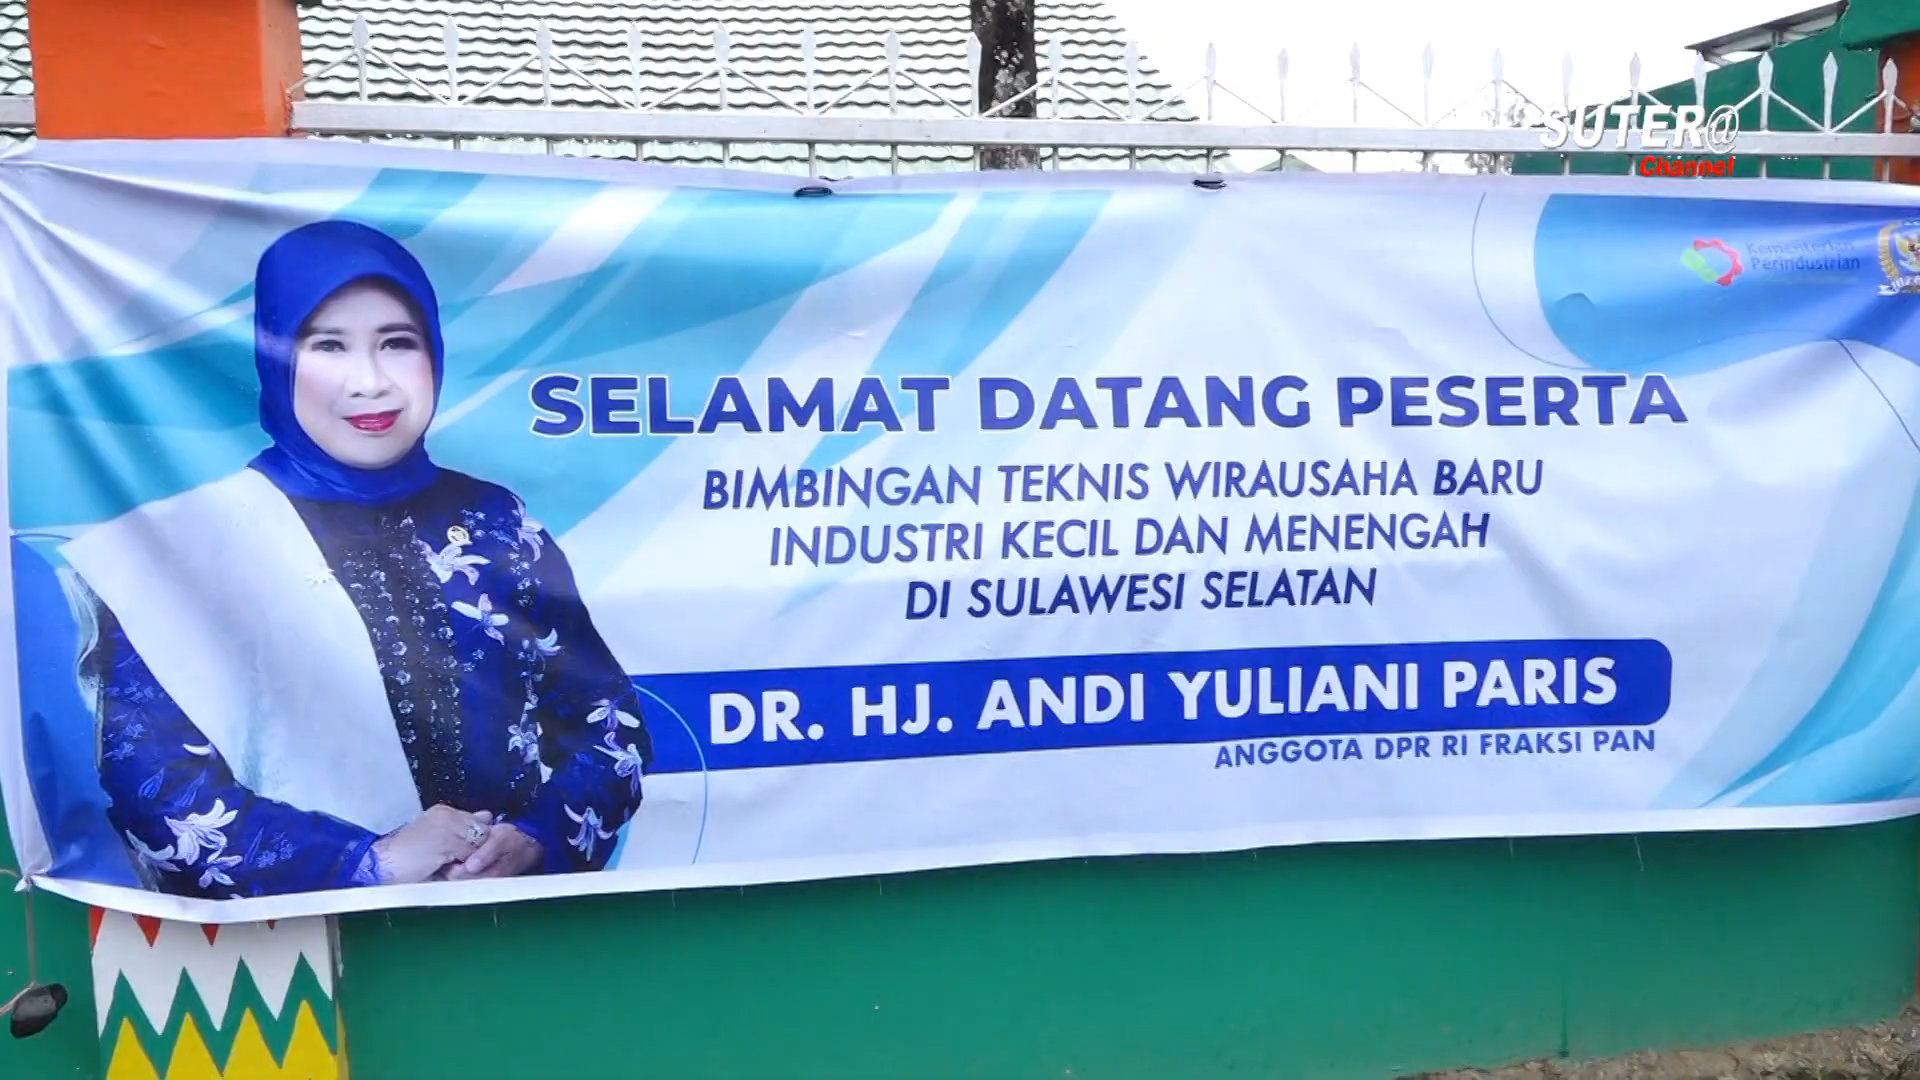 SUTER@
Channel
Kementerian
Perindustrian
SELAMAT DATANG PESERTA
BIMBINGAN TEKNIS WIRAUSAHA BARU
INDUSTRI KECIL DAN MENENGAH
DI SULAWESI SELATAN
DR. HJ. ANDI YULIANI PARIS
ANGGOTA DPR RI FRAKSI PAN